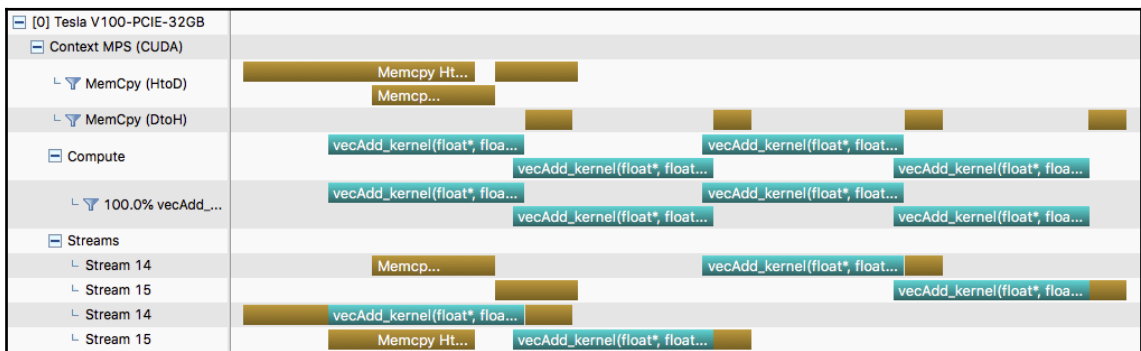 [0] Tesla V100-PCIE-32GB
Context MPS (CUDA)
MemCpy (HtoD)
Memcpy Ht...
Memcp...
MemCpy (DtoH)
Compute
vecAdd_kernel(float*, floa... vecAdd_kernel(float*, float...
vecAdd_kernel(float*, float... vecAdd_kernel(float*, floa...
100.0% vecAdd_...
vecAdd_kernel(float*, floa... vecAdd_kernel(float*, float...
vecAdd_kernel(float*, float... vecAdd_kernel(float*, floa...
Streams
Stream 14 Memcp... vecAdd_kernel(float*, float...
Stream 15 vecAdd_kernel(float*, floa...
Stream 14 vecAdd_kernel(float*, floa...
Stream 15 Memcpy Ht... vecAdd_kernel(float*, float...